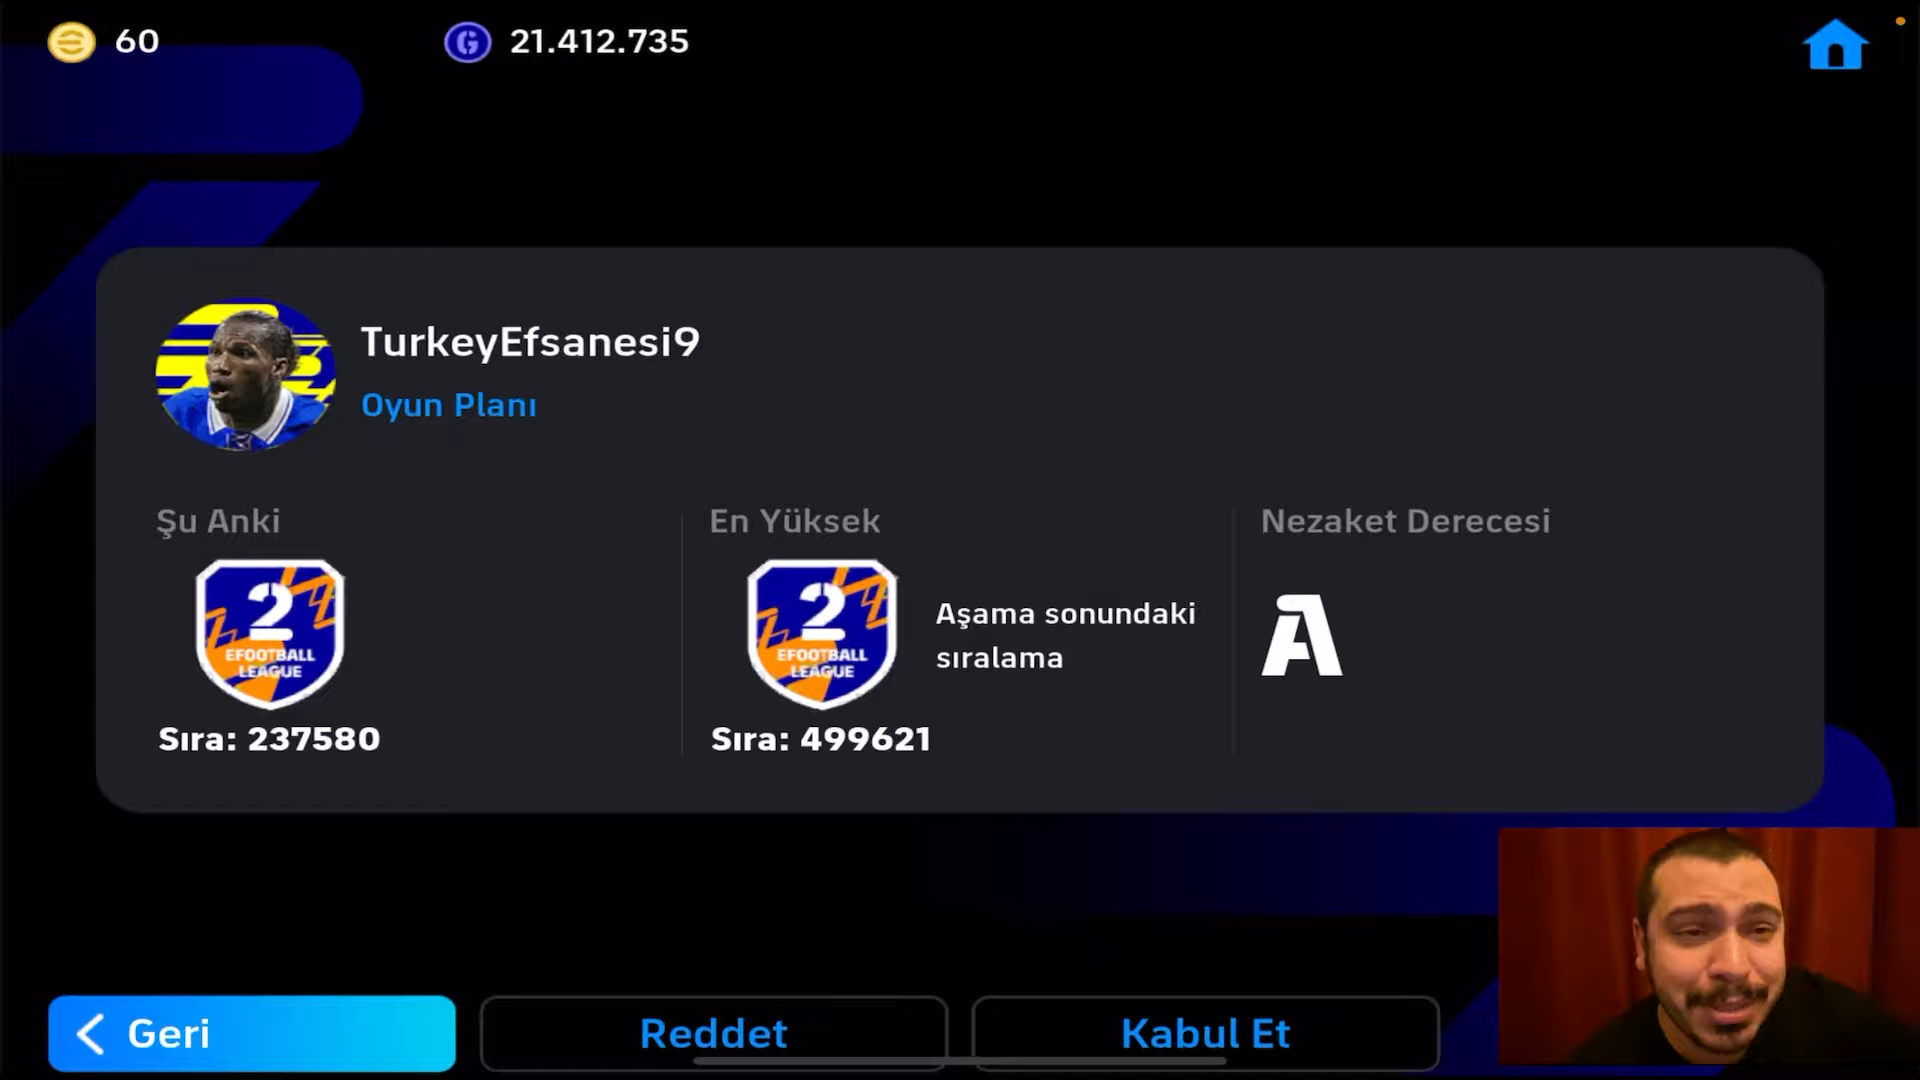 60
21.412.735
TurkeyEfsanesi9
Oyun Planı
Şu Anki
2
EFOOTBALL
LEAGUE
Sıra: 237580
En Yüksek
2
EFOOTBALL
LEAGUE
Aşama sonundaki
sıralama
Sıra: 499621
Nezaket Derecesi
A
Geri
Reddet
Kabul Et